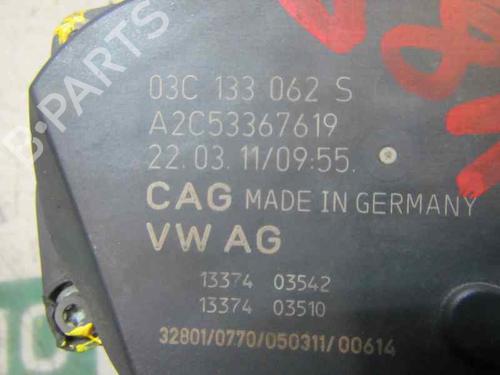 03C 133 062 S
A2C53367619
22.03.11/09:55.
CAG MADE IN GERMANY
VW AG
13374 03542
13374 03510
32801/0770/050311/00614
B-PARTS